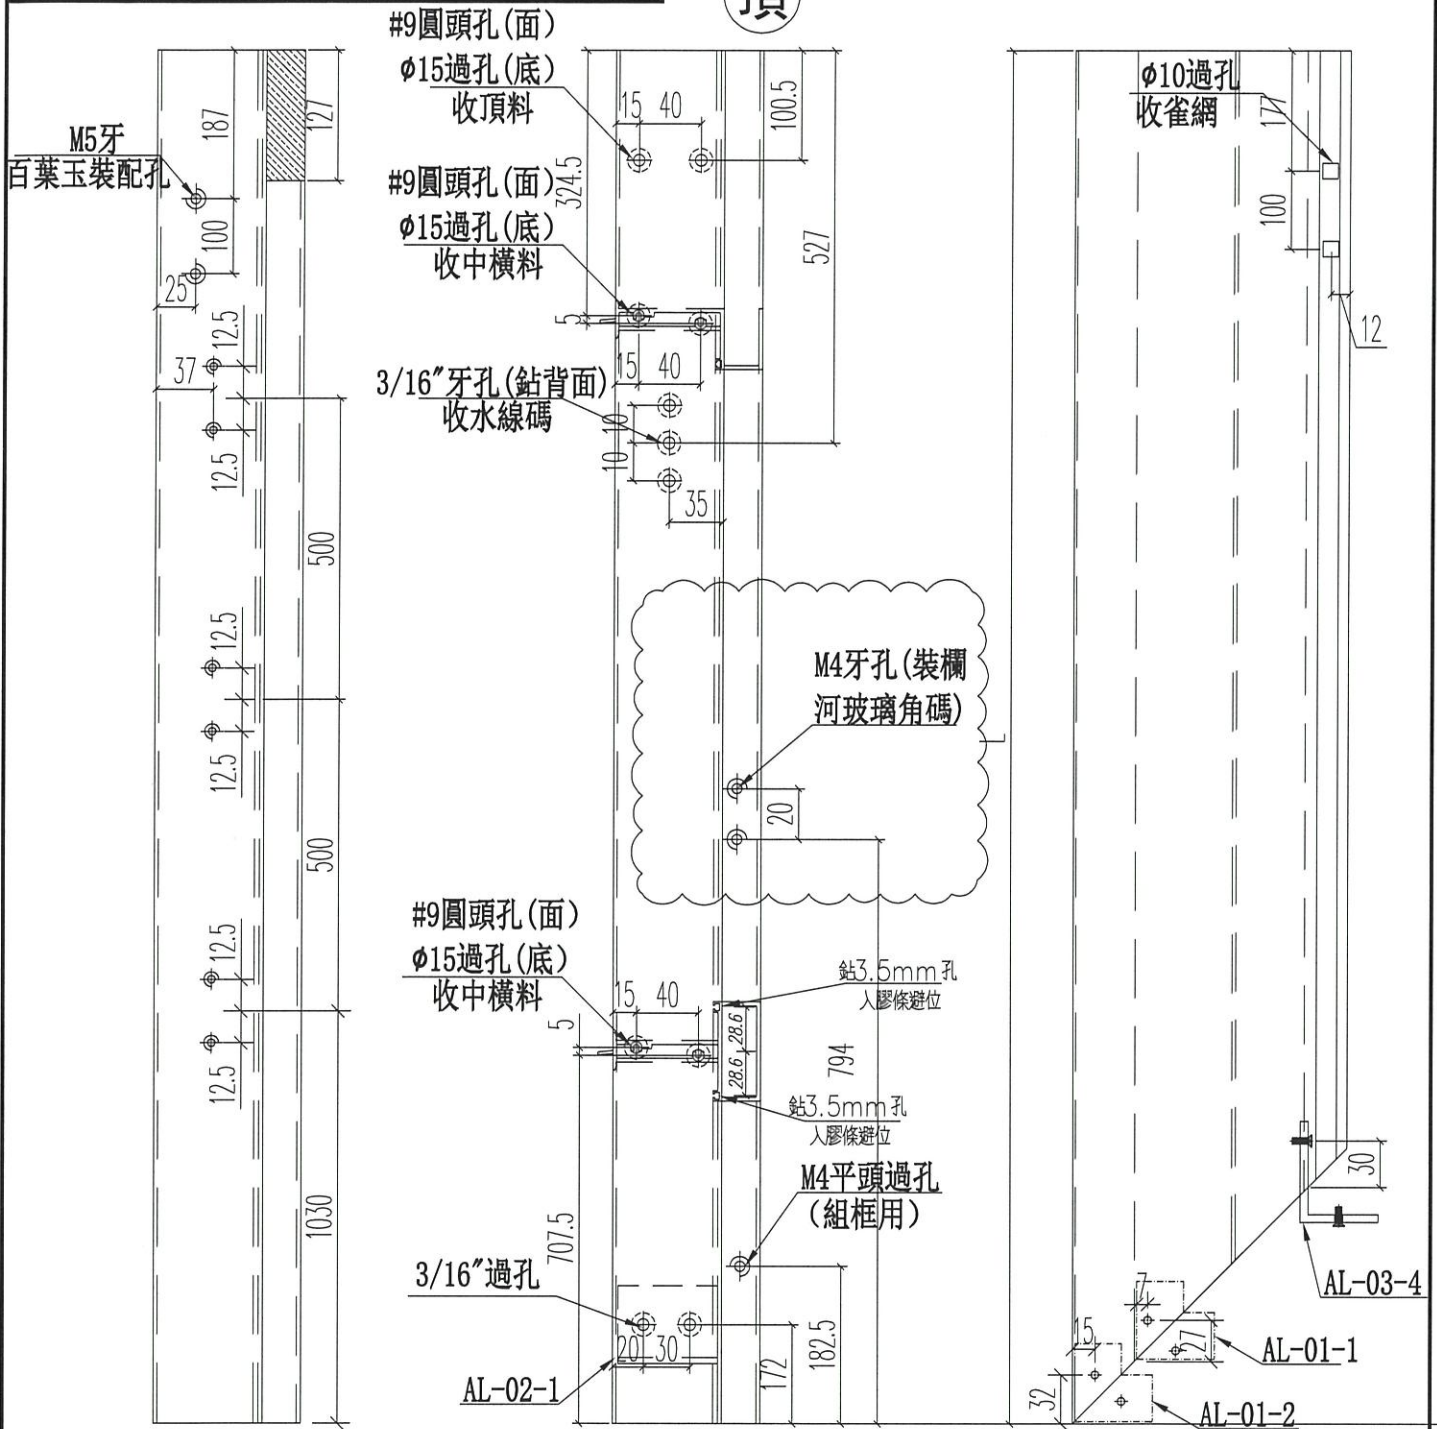 頂
#9圓頭孔(面)
ϕ15過孔(底)
收頂料
15
40
100.5
324.5
527
M5牙
百葉玉裝配孔
187
127
100
25
12.5
37
12.5
500
12.5
12.5
500
12.5
12.5
1030
#9圓頭孔(面)
ϕ15過孔(底)
收中橫料
5
15
40
3/16"牙孔(鉆背面)
收水線碼
10
10
35
M4牙孔(裝欄
河玻璃角碼)
20
L
#9圓頭孔(面)
ϕ15過孔(底)
收中橫料
15
40
5
鉆3.5mm孔
入膠條避位
28.6
28.6
794
鉆3.5mm孔
入膠條避位
M4平頭過孔
(組框用)
707.5
3/16"過孔
20
30
AL-02-1
172
182.5
ϕ10過孔
收雀網
177
100
12
30
AL-03-4
7
27
AL-01-1
15
32
AL-01-2